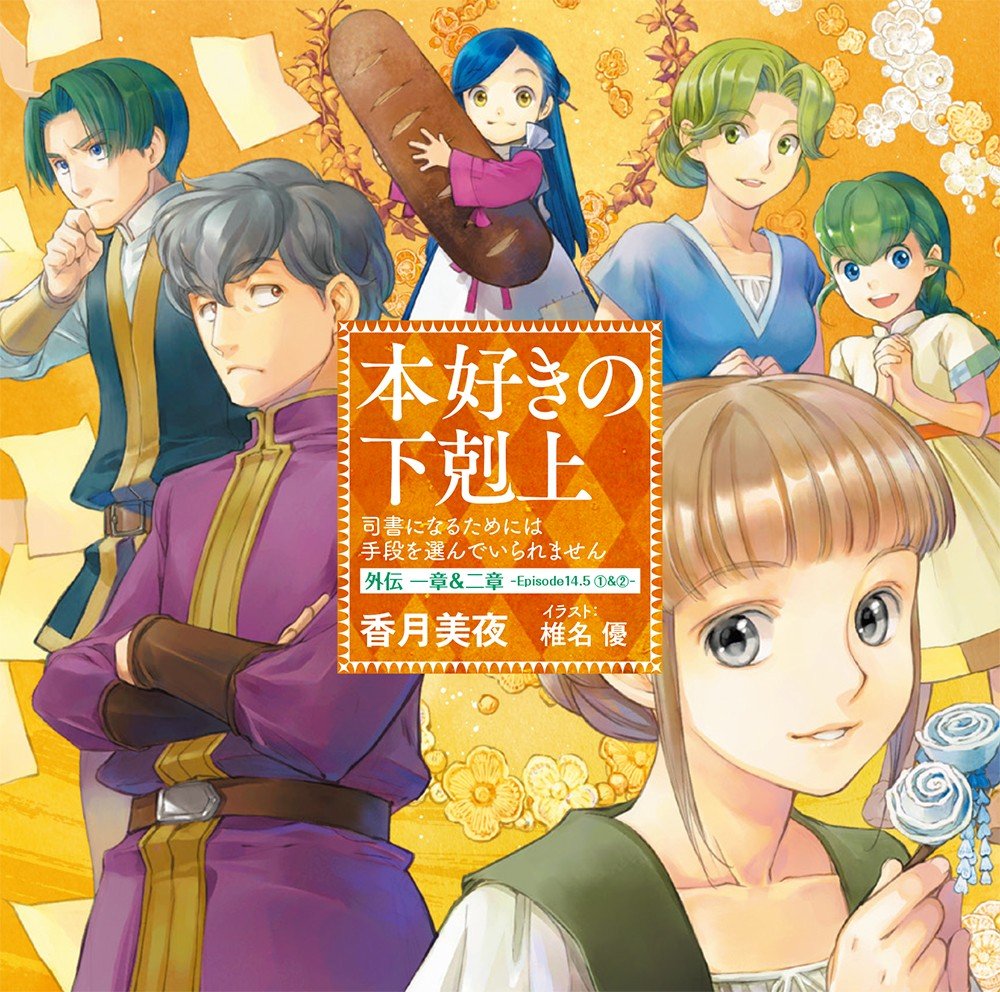 本好きの
下剋上
司書になるためには
手段を選んでいられません
外伝 一章&二章 -Episode14.5 ①&②-
香月美夜 イラスト:椎名 優